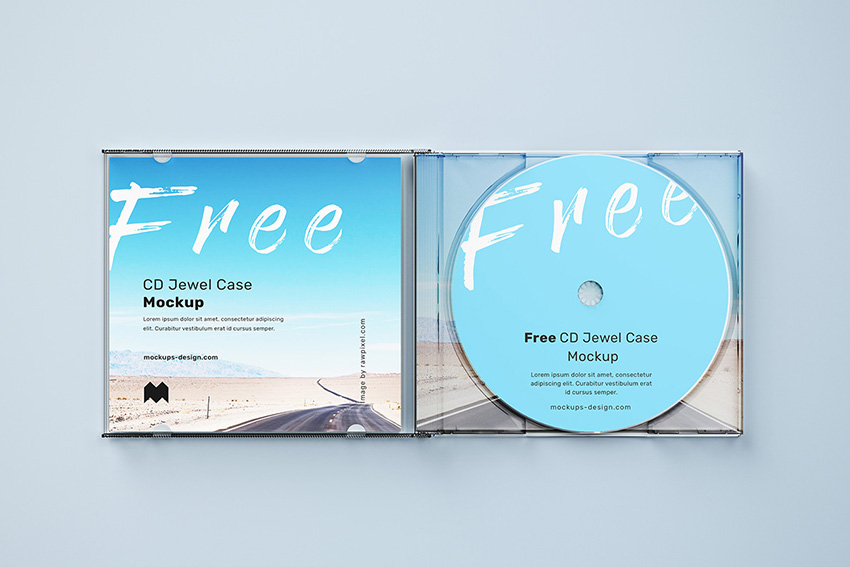 Free
CD Jewel Case
Mockup
Lorem ipsum dolor sit amet, consectetur adipiscing
elit. Curabitur vestibulum erat id cursus semper.
mockups-design.com
image by rawpixel.com
Free
Free CD Jewel Case
Mockup
Lorem ipsum dolor sit amet, consectetur
adipiscing elit. Curabitur vestibulum erat
id cursus semper.
mockups-design.com